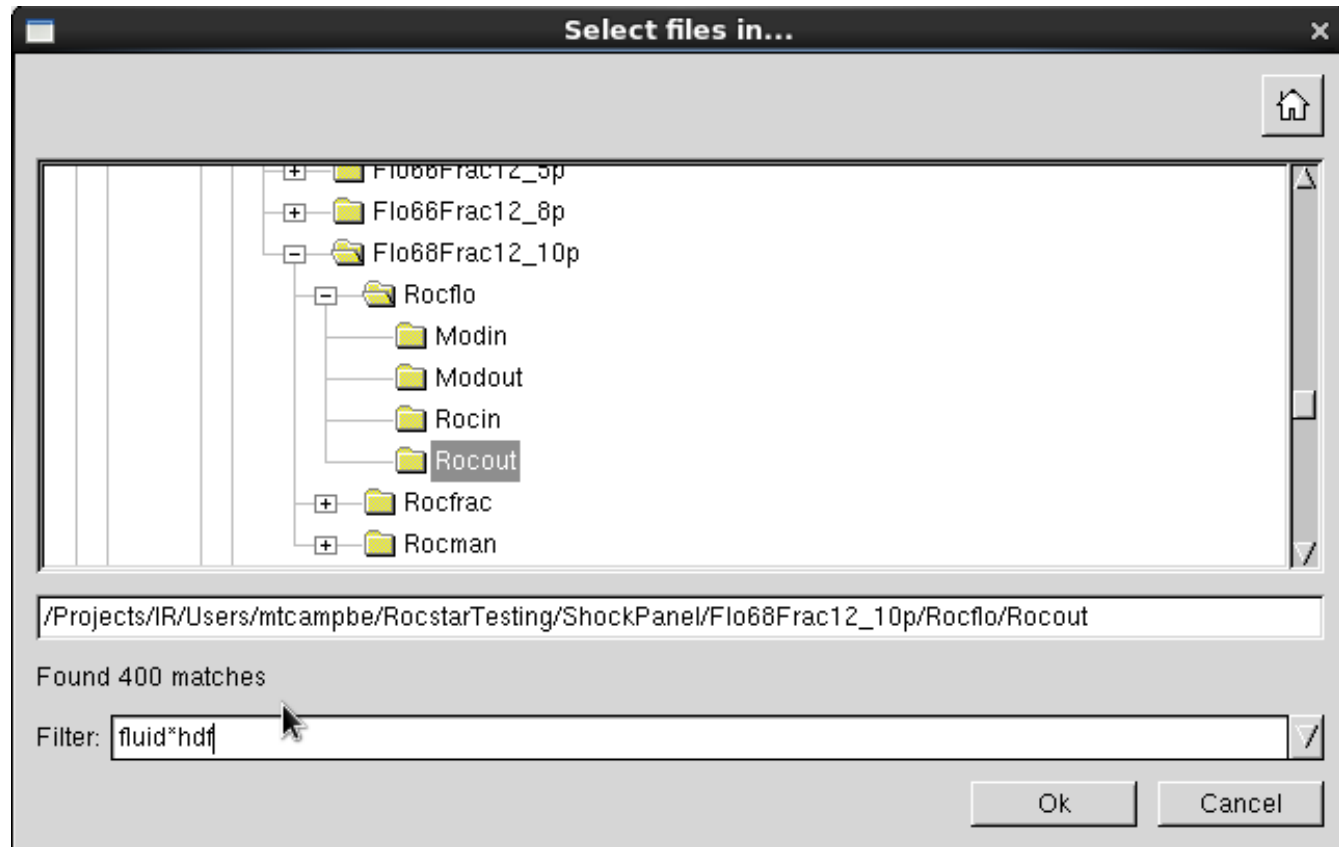 Select files in...
Flo66Frac12_5p
Flo66Frac12_8p
Flo68Frac12_10p
Rocflo
Modin
Modout
Rocin
Rocout
Rocfrac
Rocman
/Projects/IR/Users/mtcampbe/RocstarTesting/ShockPanel/Flo68Frac12_10p/Rocflo/Rocout
Found 400 matches
Filter: fluid*hdf
Ok Cancel